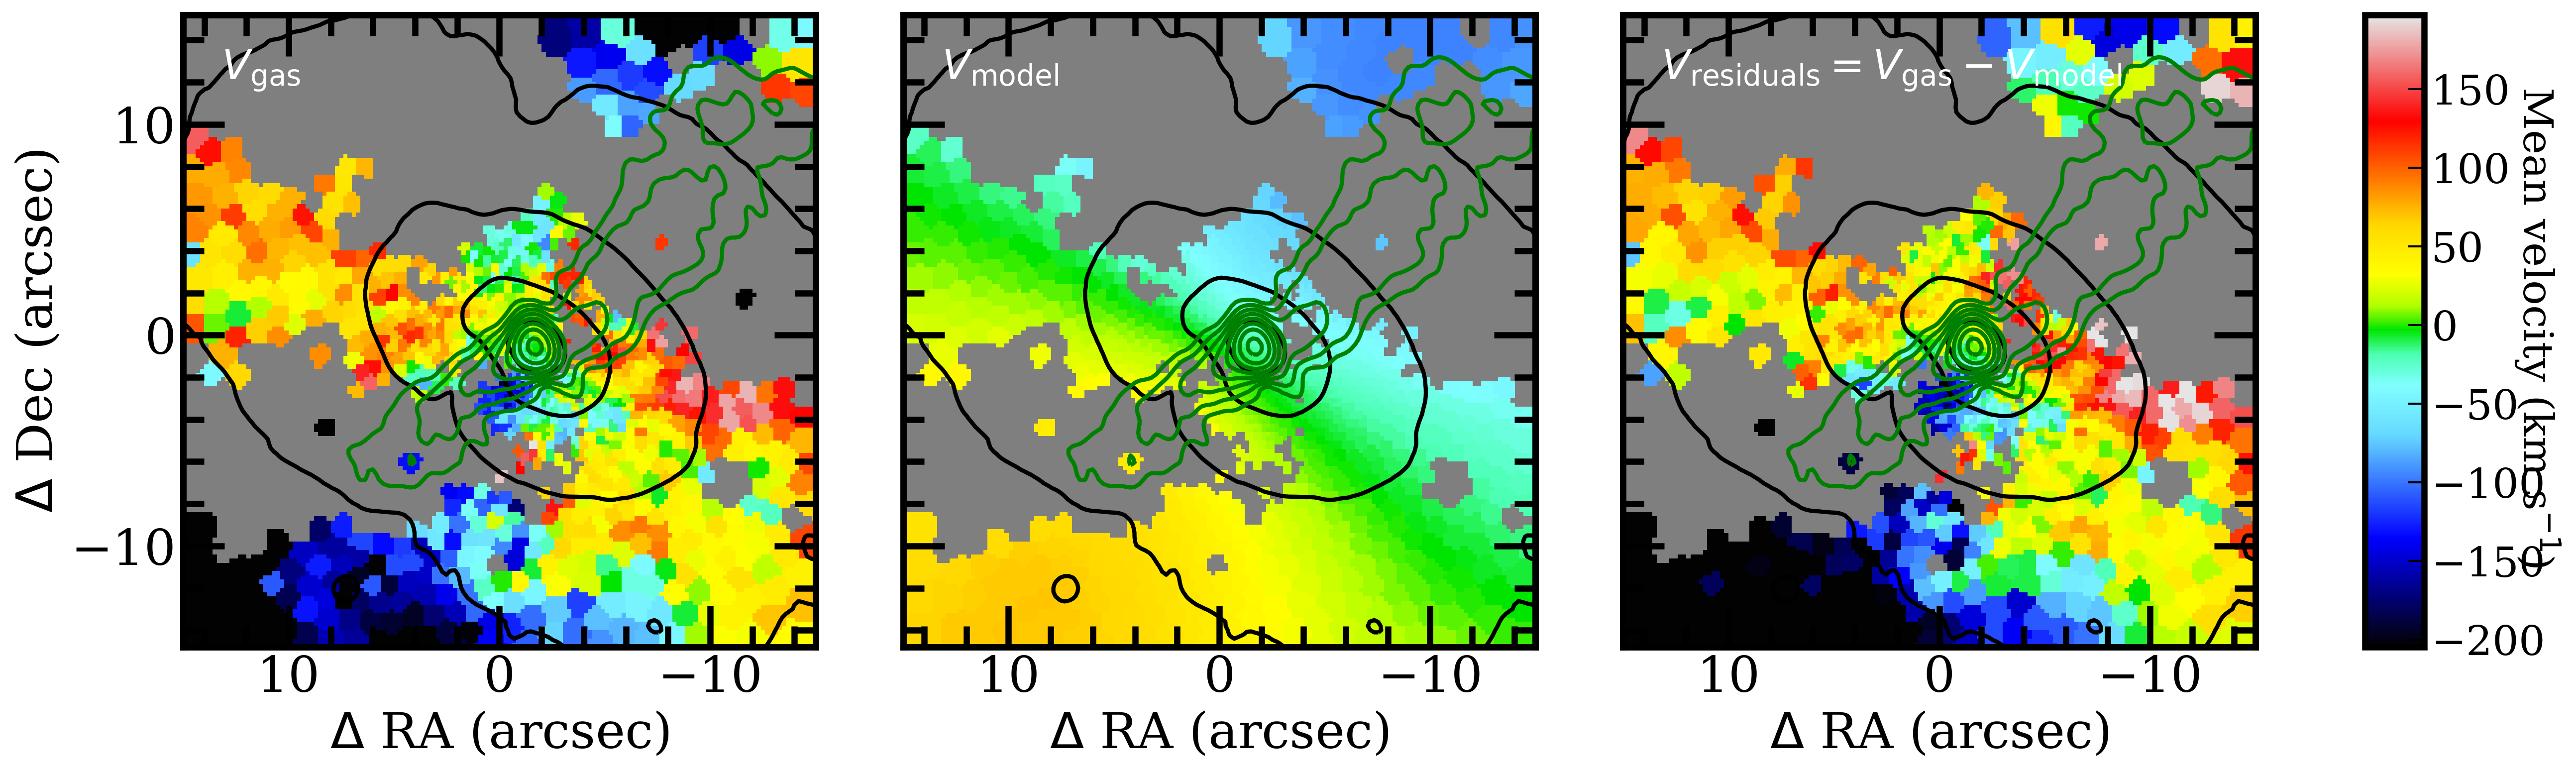 V_gas
V_model
V_residuals = V_gas − V_model
Δ Dec (arcsec)
10
0
−10
10 0 −10
10 0 −10
10 0 −10
Δ RA (arcsec)
Δ RA (arcsec)
Δ RA (arcsec)
150
100
50
0
−50
−100
−150
−200
Mean velocity (kms⁻¹)